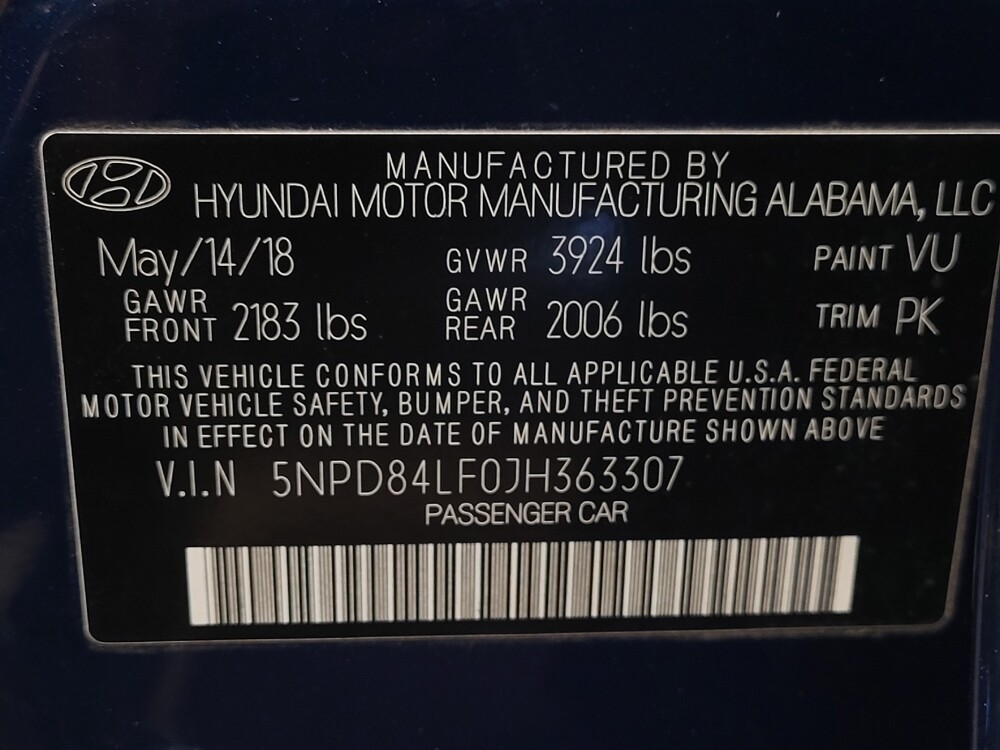 MANUFACTURED BY
HYUNDAI MOTOR MANUFACTURING ALABAMA, LLC
May/14/18 GVWR 3924 lbs PAINT VU
GAWR FRONT 2183 lbs GAWR REAR 2006 lbs TRIM PK
THIS VEHICLE CONFORMS TO ALL APPLICABLE U.S.A. FEDERAL
MOTOR VEHICLE SAFETY, BUMPER, AND THEFT PREVENTION STANDARDS
IN EFFECT ON THE DATE OF MANUFACTURE SHOWN ABOVE
V.I.N 5NPD84LF0JH363307
PASSENGER CAR